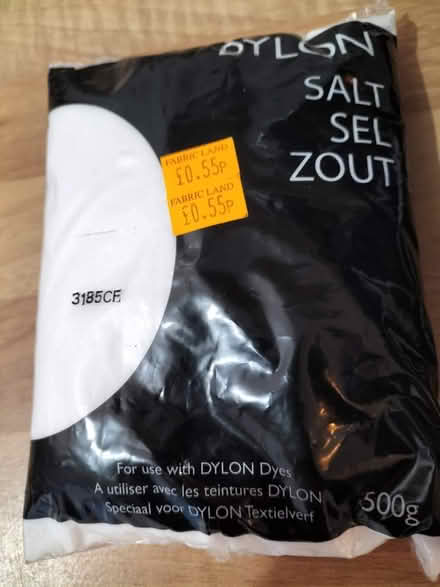 DYLON
SALT
SEL
ZOUT
FABRIC LAND
£0.55P
FABRIC LAND
£0.55P
3185CE
For use with DYLON Dyes
A utiliser avec les teintures DYLON
Speciaal voor DYLON Textielverf
500g